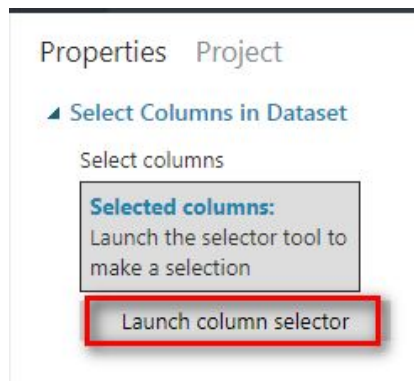 Properties Project
Select Columns in Dataset
Select columns
Selected columns:
Launch the selector tool to
make a selection
Launch column selector